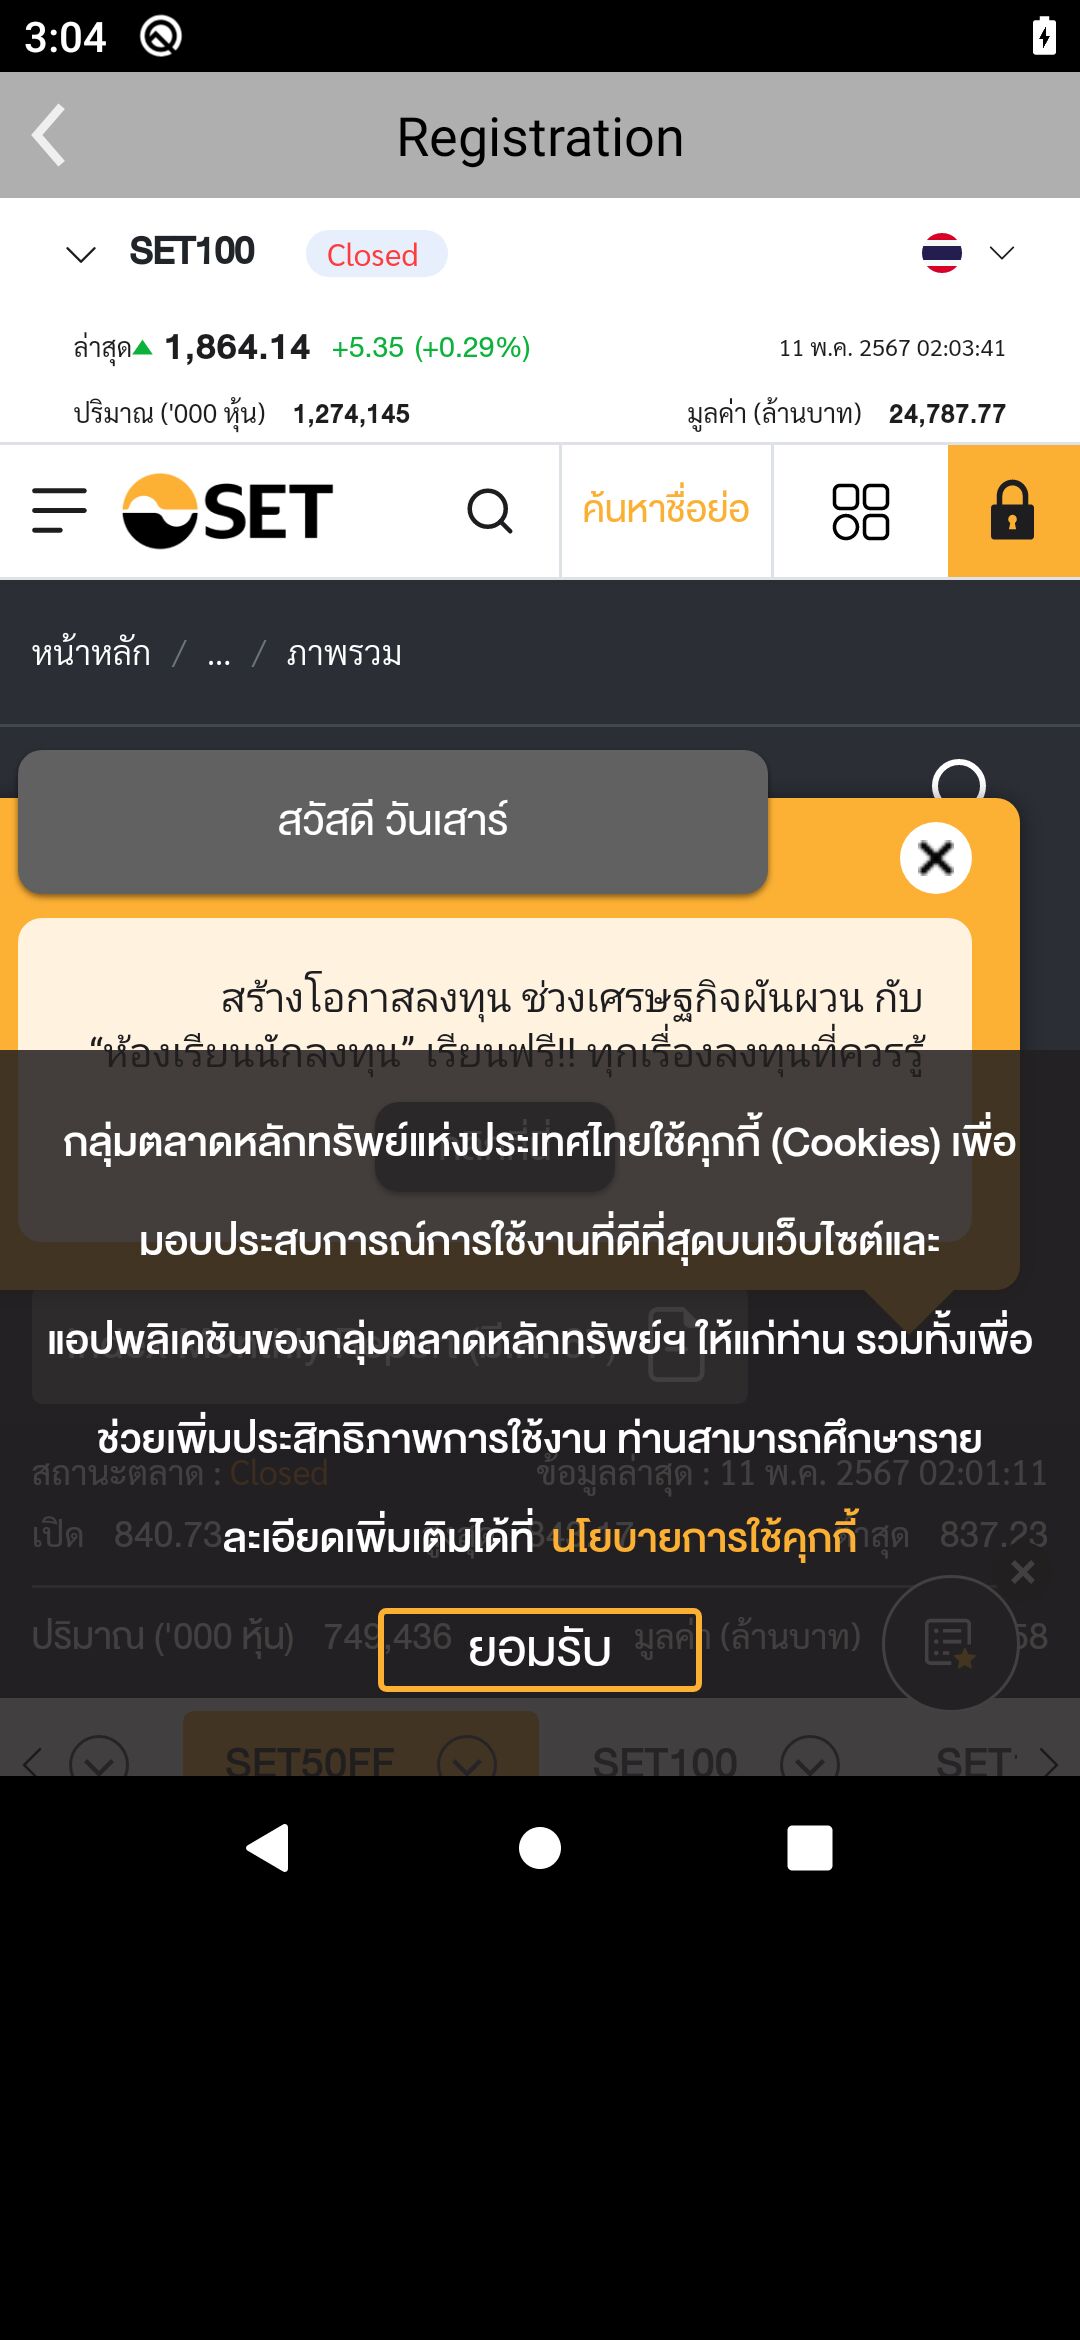 3:04
Registration
SET100 Closed
ล่าสุด 1,864.14 +5.35 (+0.29%) 11 พ.ค. 2567 02:03:41
ปริมาณ ('000 หุ้น) 1,274,145 มูลค่า (ล้านบาท) 24,787.77
SET ค้นหาชื่อย่อ
หน้าหลัก / ... / ภาพรวม
สวัสดี วันเสาร์
สร้างโอกาสลงทุน ช่วงเศรษฐกิจผันผวน กับ
“ห้องเรียนนักลงทุน” เรียนฟรี!! ทุกเรื่องลงทุนที่ควรรู้
กลุ่มตลาดหลักทรัพย์แห่งประเทศไทยใช้คุกกี้ (Cookies) เพื่อ
มอบประสบการณ์การใช้งานที่ดีที่สุดบนเว็บไซต์และ
แอปพลิเคชันของกลุ่มตลาดหลักทรัพย์ฯ ให้แก่ท่าน รวมทั้งเพื่อ
ช่วยเพิ่มประสิทธิภาพการใช้งาน ท่านสามารถศึกษาราย
สถานะตลาด : Closed ข้อมูลล่าสุด : 11 พ.ค. 2567 02:01:11
ละเอียดเพิ่มเติมได้ที่ นโยบายการใช้คุกกี้
เปิด 840.73 837.23
ปริมาณ ('000 หุ้น) 749,436 มูลค่า (ล้านบาท) 58
ยอมรับ
SET50FF SET100 SET